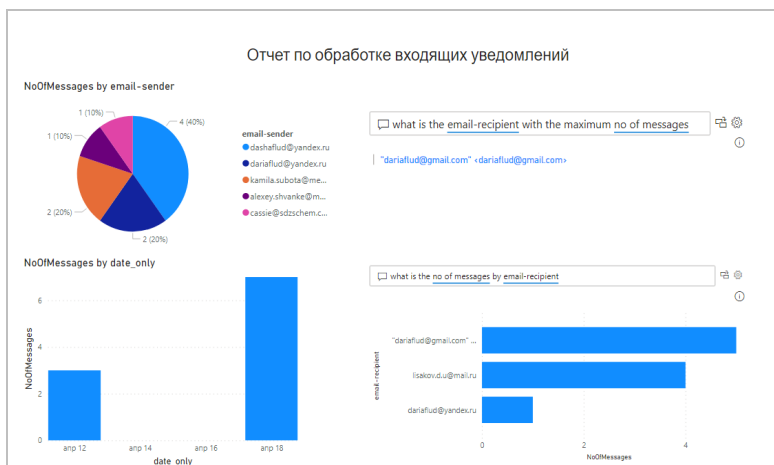 Отчет по обработке входящих уведомлений
NoOfMessages by email-sender
1 (10%)
1 (10%)
2 (20%)
2 (20%)
4 (40%)
email-sender
dashaflud@yandex.ru
dariaflud@yandex.ru
kamila.subota@me...
alexey.shvanke@m...
cassie@sdzschem.c...
what is the email-recipient with the maximum no of messages
"dariaflud@gmail.com" <dariaflud@gmail.com>
NoOfMessages by date_only
NoOfMessages
6
4
2
0
апр 12
апр 14
апр 16
апр 18
date_only
what is the no of messages by email-recipient
email-recipient
"dariaflud@gmail.com" ...
lisakov.d.u@mail.ru
dariaflud@yandex.ru
0
2
4
NoOfMessages